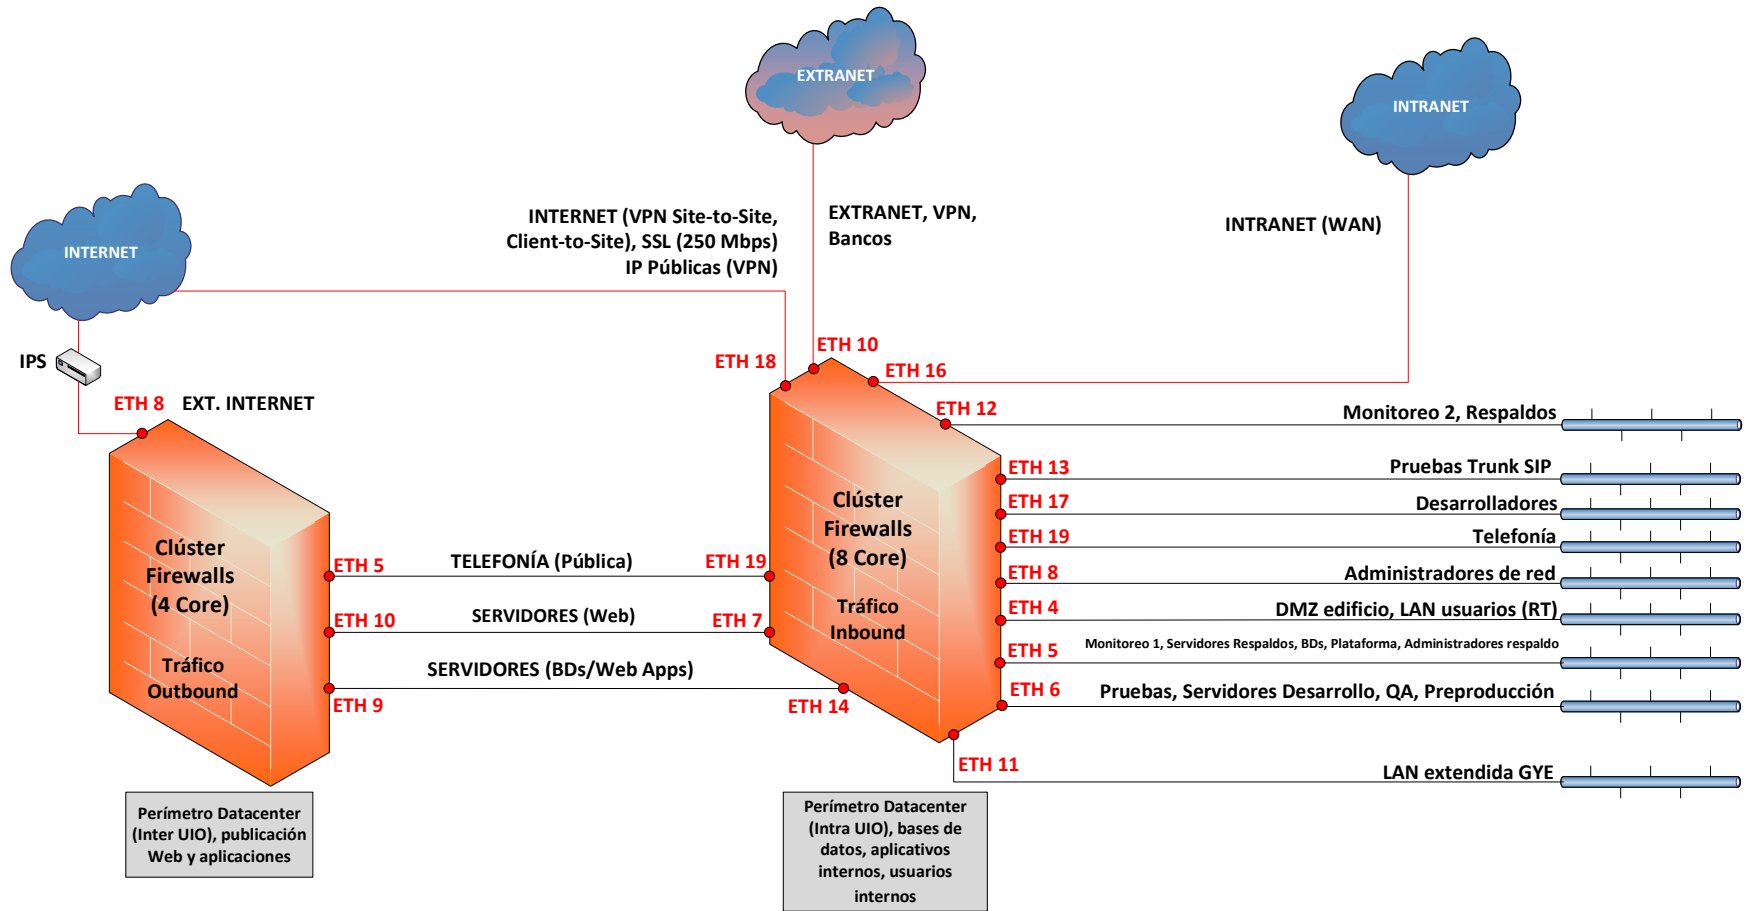 EXTRANET
INTRANET
INTERNET
INTERNET (VPN Site-to-Site,
Client-to-Site), SSL (250 Mbps)
IP Públicas (VPN)
EXTRANET, VPN,
Bancos
INTRANET (WAN)
IPS
ETH 8
EXT. INTERNET
ETH 18
ETH 10
ETH 16
ETH 12
Monitoreo 2, Respaldos
ETH 13
Pruebas Trunk SIP
ETH 17
Desarrolladores
ETH 19
Telefonía
ETH 8
Administradores de red
ETH 4
DMZ edificio, LAN usuarios (RT)
ETH 5
Monitoreo 1, Servidores Respaldos, BDs, Plataforma, Administradores respaldo
ETH 6
Pruebas, Servidores Desarrollo, QA, Preproducción
ETH 11
LAN extendida GYE
Clúster
Firewalls
(4 Core)
Tráfico
Outbound
ETH 5
TELEFONÍA (Pública)
ETH 19
ETH 10
SERVIDORES (Web)
ETH 7
SERVIDORES (BDs/Web Apps)
ETH 9
ETH 14
Clúster
Firewalls
(8 Core)
Tráfico
Inbound
Perímetro Datacenter
(Inter UIO), publicación
Web y aplicaciones
Perímetro Datacenter
(Intra UIO), bases de
datos, aplicativos
internos, usuarios
internos